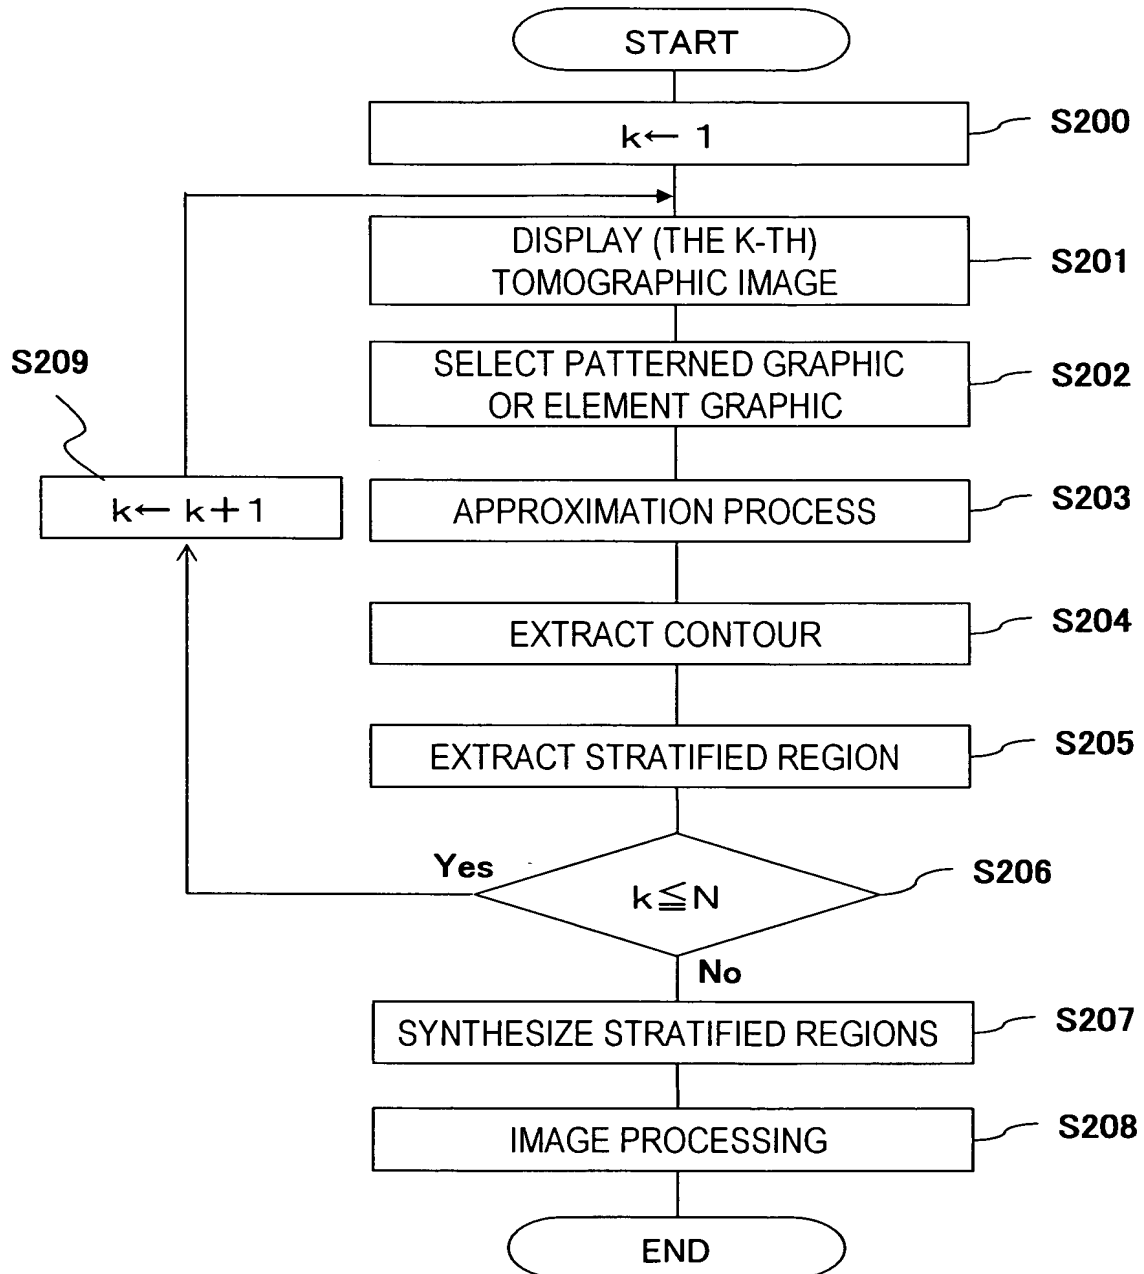 START
k← 1
S200
DISPLAY (THE K-TH)
TOMOGRAPHIC IMAGE
S201
SELECT PATTERNED GRAPHIC
OR ELEMENT GRAPHIC
S202
S209
k← k+1
APPROXIMATION PROCESS
S203
EXTRACT CONTOUR
S204
EXTRACT STRATIFIED REGION
S205
Yes
k≦N
S206
No
SYNTHESIZE STRATIFIED REGIONS
S207
IMAGE PROCESSING
S208
END